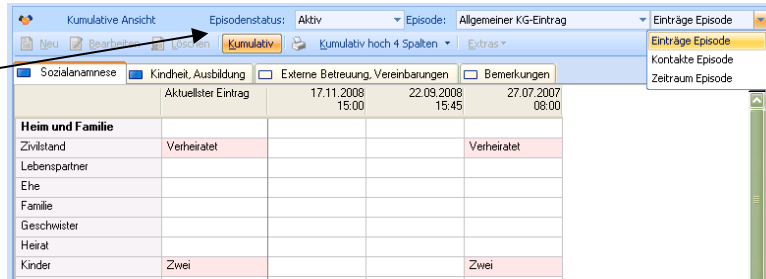 Kumulative Ansicht Episodenstatus: Aktiv Episode: Allgemeiner KG-Eintrag Einträge Episode
Neu Bearbeiten Löschen Kumulativ Kumulativ hoch 4 Spalten Extras
Einträge Episode
Kontakte Episode
Zeitraum Episode
Sozialanamnese Kindheit, Ausbildung Externe Betreuung, Vereinbarungen Bemerkungen
Aktuellster Eintrag 17.11.2008 22.09.2008 27.07.2007
15:00 15:45 08:00
Heim und Familie
Zivilstand Verheiratet Verheiratet
Lebenspartner
Ehe
Familie
Geschwister
Heirat
Kinder Zwei Zwei